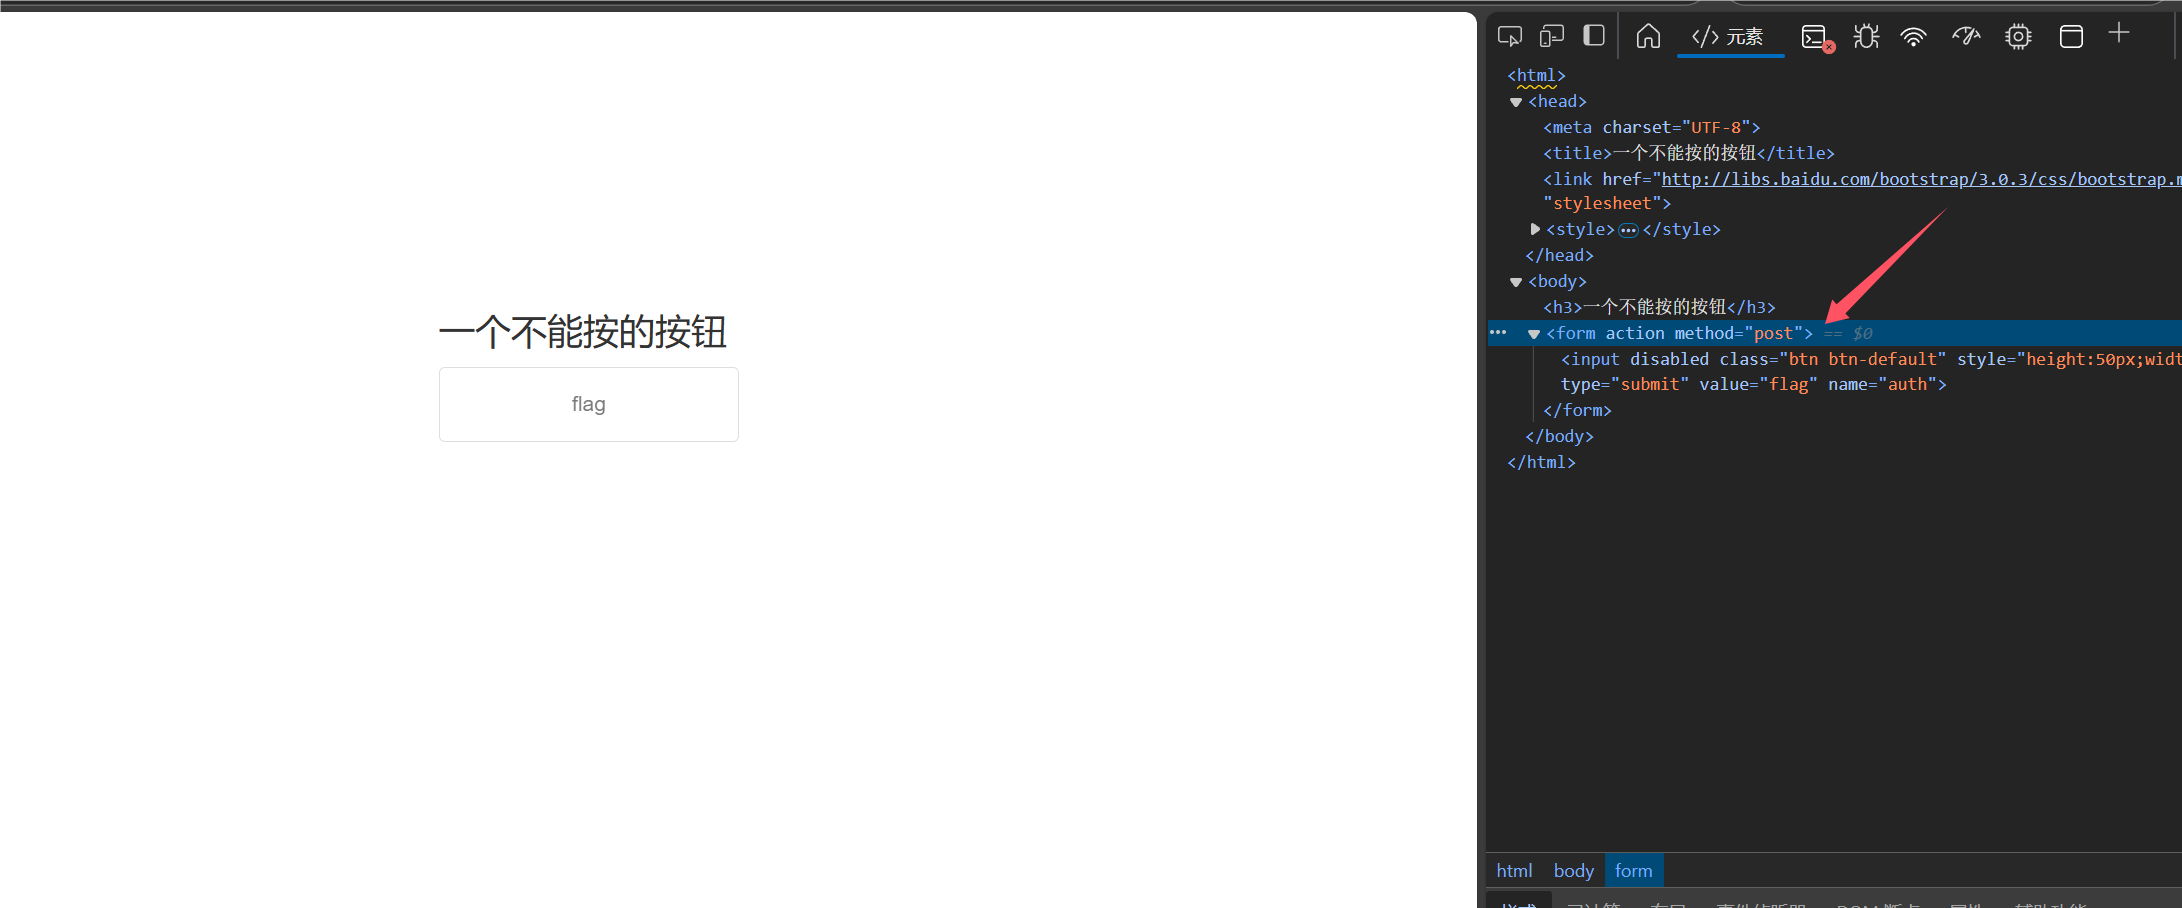 一个不能按的按钮
flag
元素
<html>
<head>
<meta charset="UTF-8">
<title>一个不能按的按钮</title>
<link href="http://libs.baidu.com/bootstrap/3.0.3/css/bootstrap.m
"stylesheet">
<style>…</style>
</head>
<body>
<h3>一个不能按的按钮</h3>
… <form action method="post"> == $0
<input disabled class="btn btn-default" style="height:50px;widt
type="submit" value="flag" name="auth">
</form>
</body>
</html>
html body form